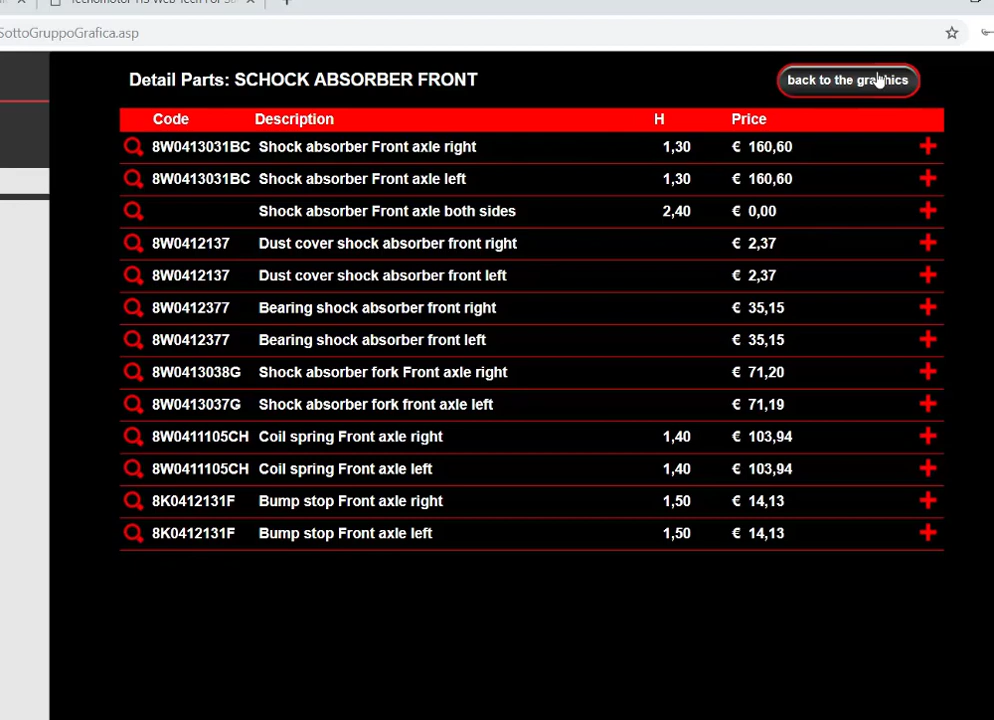 SottoGruppoGrafica.asp
Detail Parts: SCHOCK ABSORBER FRONT
back to the graphics
Code Description H Price
8W0413031BC Shock absorber Front axle right 1,30 € 160,60
8W0413031BC Shock absorber Front axle left 1,30 € 160,60
Shock absorber Front axle both sides 2,40 € 0,00
8W0412137 Dust cover shock absorber front right € 2,37
8W0412137 Dust cover shock absorber front left € 2,37
8W0412377 Bearing shock absorber front right € 35,15
8W0412377 Bearing shock absorber front left € 35,15
8W0413038G Shock absorber fork Front axle right € 71,20
8W0413037G Shock absorber fork front axle left € 71,19
8W0411105CH Coil spring Front axle right 1,40 € 103,94
8W0411105CH Coil spring Front axle left 1,40 € 103,94
8K0412131F Bump stop Front axle right 1,50 € 14,13
8K0412131F Bump stop Front axle left 1,50 € 14,13